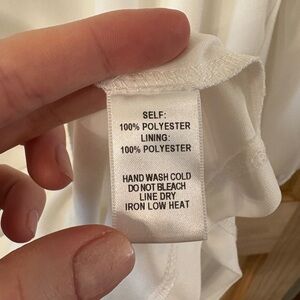 SELF:
100% POLYESTER
LINING:
100% POLYESTER
HAND WASH COLD
DO NOT BLEACH
LINE DRY
IRON LOW HEAT